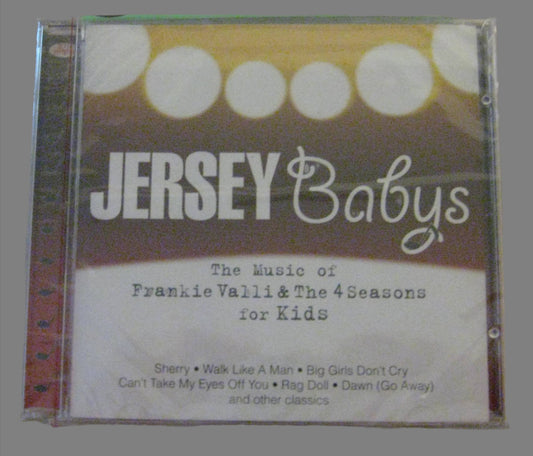 JERSEY Babys
The Music of
Frankie Valli & The 4 Seasons
for Kids
Sherry • Walk Like A Man • Big Girls Don't Cry
Can't Take My Eyes Off You • Rag Doll • Dawn (Go Away)
and other classics